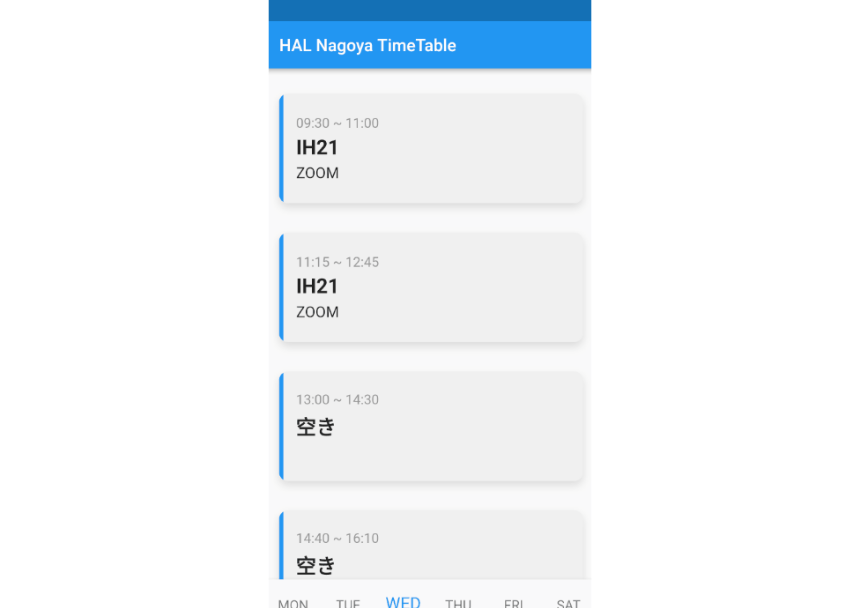 HAL Nagoya TimeTable
09:30 ~ 11:00
IH21
ZOOM
11:15 ~ 12:45
IH21
ZOOM
13:00 ~ 14:30
空き
14:40 ~ 16:10
空き
MON TUE WED THU FRI SAT